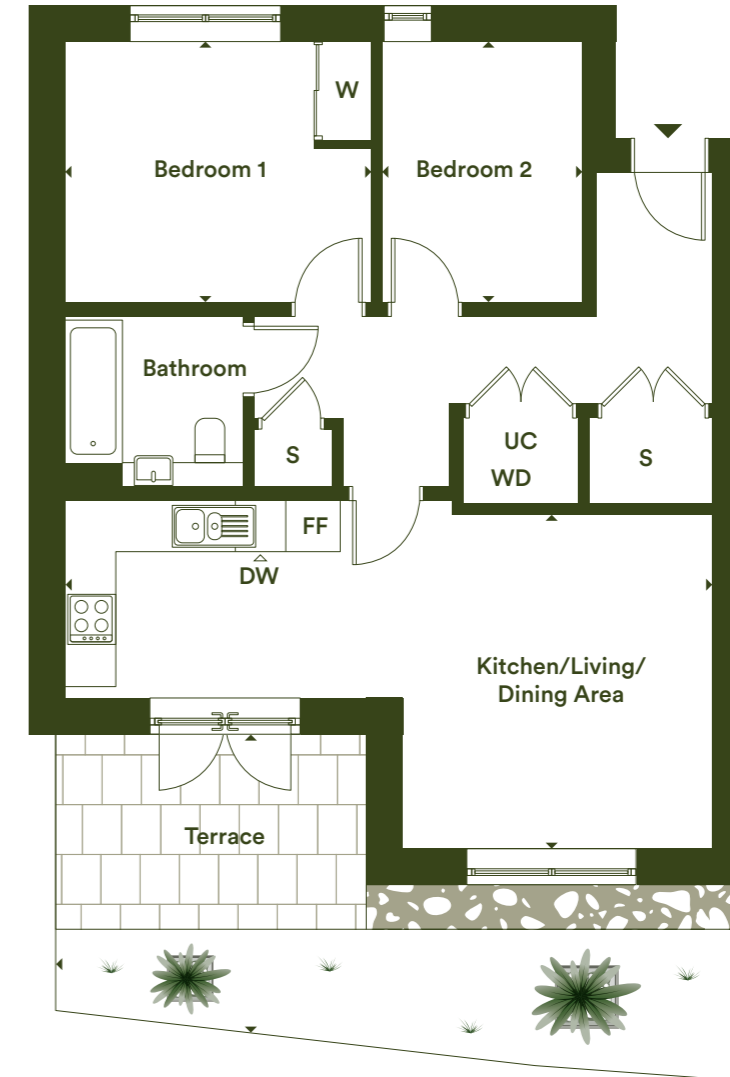 W
Bedroom 1
Bedroom 2
Bathroom
S
UC
WD
S
FF
DW
Kitchen/Living/
Dining Area
Terrace